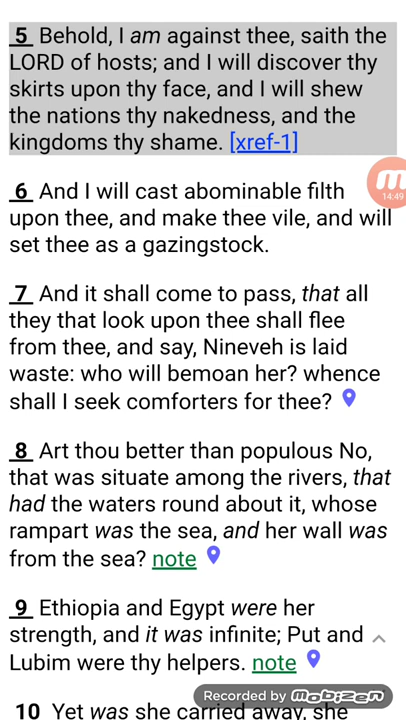 5 Behold, I am against thee, saith the
LORD of hosts; and I will discover thy
skirts upon thy face, and I will shew
the nations thy nakedness, and the
kingdoms thy shame. [xref-1]
6 And I will cast abominable filth
upon thee, and make thee vile, and will
set thee as a gazingstock.
14:49
7 And it shall come to pass, that all
they that look upon thee shall flee
from thee, and say, Nineveh is laid
waste: who will bemoan her? whence
shall I seek comforters for thee?
8 Art thou better than populous No,
that was situate among the rivers, that
had the waters round about it, whose
rampart was the sea, and her wall was
from the sea? note
9 Ethiopia and Egypt were her
strength, and it was infinite; Put and
Lubim were thy helpers. note
Recorded by mobizen
10 Yet was she carried away, she